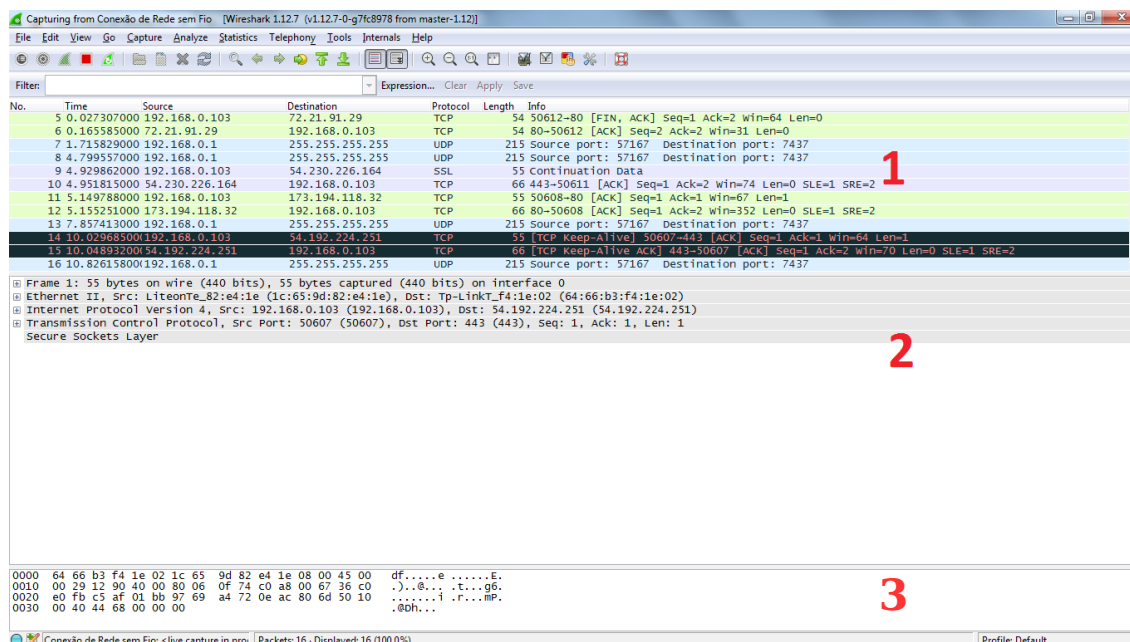 Capturing from Conexão de Rede sem Fio [Wireshark 1.12.7 (v1.12.7-0-g7fc8978 from master-1.12)]
File Edit View Go Capture Analyze Statistics Telephony Tools Internals Help
Filter: Expression... Clear Apply Save
No. Time Source Destination Protocol Length Info
5 0.027307000 192.168.0.103 72.21.91.29 TCP 54 50612→80 [FIN, ACK] Seq=1 Ack=2 Win=64 Len=0
6 0.165585000 72.21.91.29 192.168.0.103 TCP 54 80→50612 [ACK] Seq=2 Ack=2 Win=31 Len=0
7 1.715829000 192.168.0.1 255.255.255.255 UDP 215 Source port: 57167 Destination port: 7437
8 4.799557000 192.168.0.1 255.255.255.255 UDP 215 Source port: 57167 Destination port: 7437
9 4.929862000 192.168.0.103 54.230.226.164 SSL 55 Continuation Data
10 4.951815000 54.230.226.164 192.168.0.103 TCP 66 443→50611 [ACK] Seq=1 Ack=2 Win=74 Len=0 SLE=1 SRE=2
11 5.149788000 192.168.0.103 173.194.118.32 TCP 55 50608→80 [ACK] Seq=1 Ack=1 Win=67 Len=1
12 5.155251000 173.194.118.32 192.168.0.103 TCP 66 80→50608 [ACK] Seq=1 Ack=2 Win=352 Len=0 SLE=1 SRE=2
13 7.857413000 192.168.0.1 255.255.255.255 UDP 215 Source port: 57167 Destination port: 7437
14 10.02968500(192.168.0.103 54.192.224.251 TCP 55 [TCP Keep-Alive] 50607→443 [ACK] Seq=1 Ack=1 Win=64 Len=1
15 10.04893200(54.192.224.251 192.168.0.103 TCP 66 [TCP Keep-Alive ACK] 443→50607 [ACK] Seq=1 Ack=2 Win=70 Len=0 SLE=1 SRE=2
16 10.82615800(192.168.0.1 255.255.255.255 UDP 215 Source port: 57167 Destination port: 7437
1
Frame 1: 55 bytes on wire (440 bits), 55 bytes captured (440 bits) on interface 0
Ethernet II, Src: LiteonTe_82:e4:1e (1c:65:9d:82:e4:1e), Dst: Tp-LinkT_f4:1e:02 (64:66:b3:f4:1e:02)
Internet Protocol Version 4, Src: 192.168.0.103 (192.168.0.103), Dst: 54.192.224.251 (54.192.224.251)
Transmission Control Protocol, Src Port: 50607 (50607), Dst Port: 443 (443), Seq: 1, Ack: 1, Len: 1
Secure Sockets Layer
2
0000 64 66 b3 f4 1e 02 1c 65 9d 82 e4 1e 08 00 45 00 df.....e ......E.
0010 00 29 12 90 40 00 80 06 0f 74 c0 a8 00 67 36 c0 .)..@... .t...g6.
0020 e0 fb c5 af 01 bb 97 69 a4 72 0e ac 80 6d 50 10 .......i .r...mP.
0030 00 40 44 68 00 00 00 .@Dh...
3
Conexão de Rede sem Fio: <live capture in pro Packets: 16 · Displayed: 16 (100.0%) Profile: Default